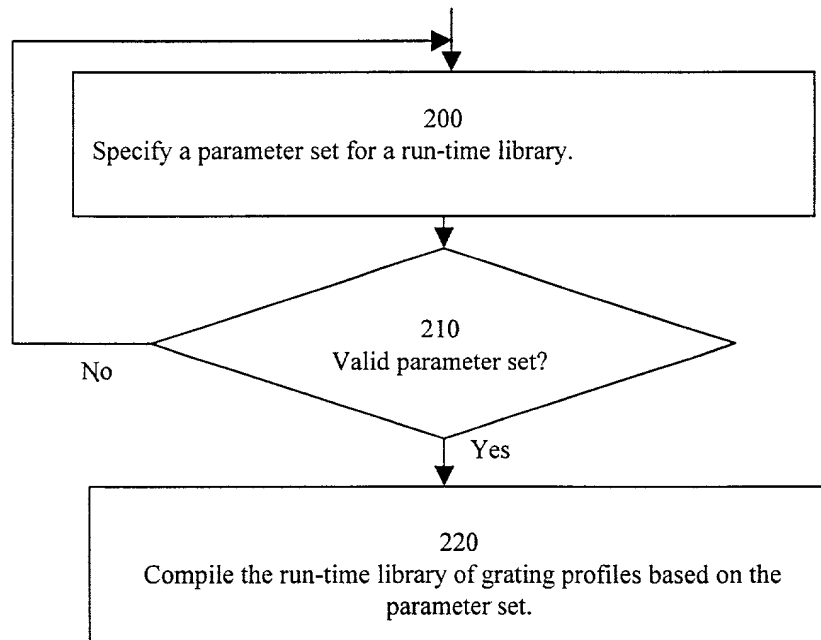 200
Specify a parameter set for a run-time library.
210
Valid parameter set?
No
Yes
220
Compile the run-time library of grating profiles based on the
parameter set.